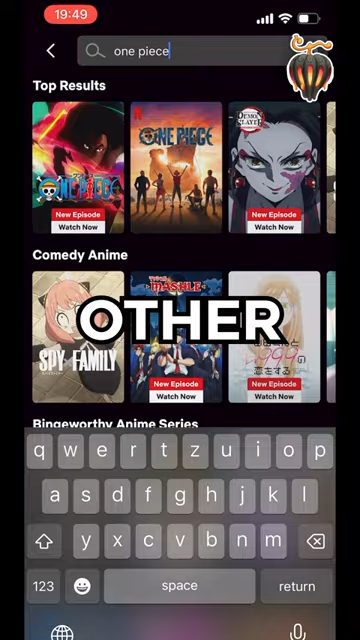 19:49
one piece
Top Results
ONE PIECE
New Episode
Watch Now
ONE PIECE
DEMON
SLAYER
New Episode
Watch Now
Comedy Anime
SPY FAMILY
MASHLE
New Episode
Watch Now
New Episode
Watch Now
OTHER
Bingeworthy Anime Series
q w e r t z u i o p
a s d f g h j k l
y x c v b n m
123
space
return